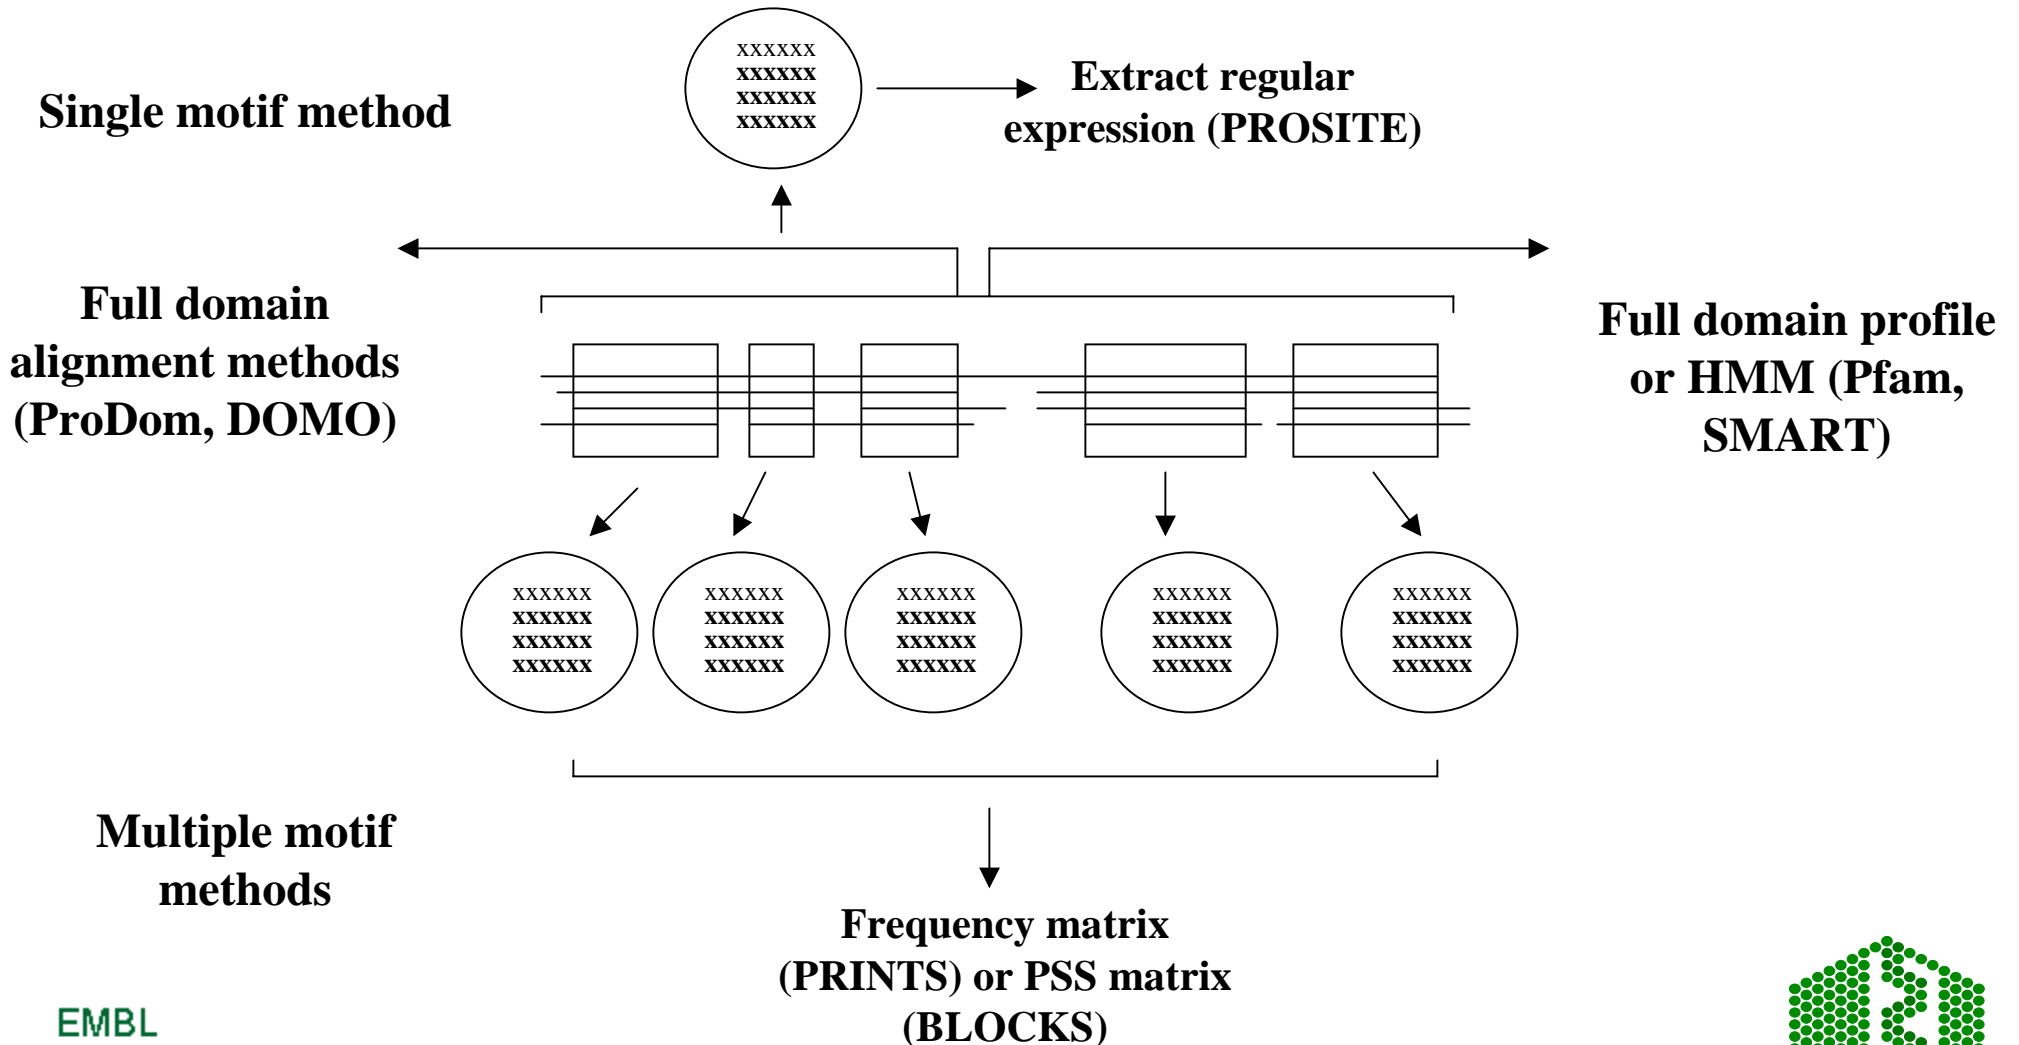 xxxxxx
xxxxxx
xxxxxx
xxxxxx
Single motif method
Extract regular
expression (PROSITE)
Full domain
alignment methods
(ProDom, DOMO)
Full domain profile
or HMM (Pfam,
SMART)
xxxxxx xxxxxx xxxxxx xxxxxx xxxxxx
xxxxxx xxxxxx xxxxxx xxxxxx xxxxxx
xxxxxx xxxxxx xxxxxx xxxxxx xxxxxx
xxxxxx xxxxxx xxxxxx xxxxxx xxxxxx
Multiple motif
methods
Frequency matrix
(PRINTS) or PSS matrix
(BLOCKS)
EMBL